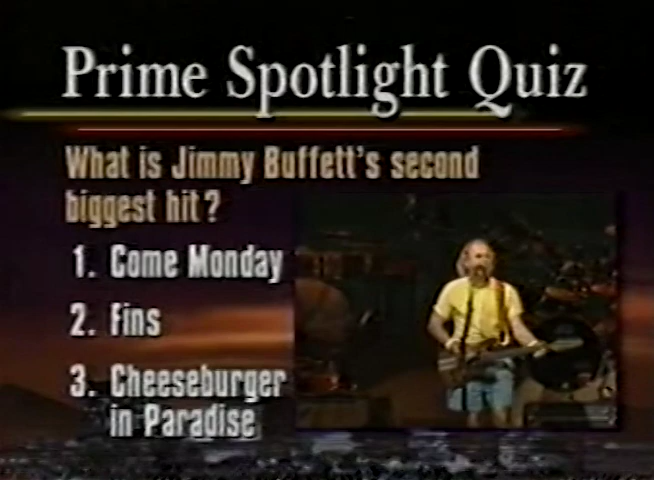 Prime Spotlight Quiz
What is Jimmy Buffett's second
biggest hit?
1. Come Monday
2. Fins
3. Cheeseburger
in Paradise